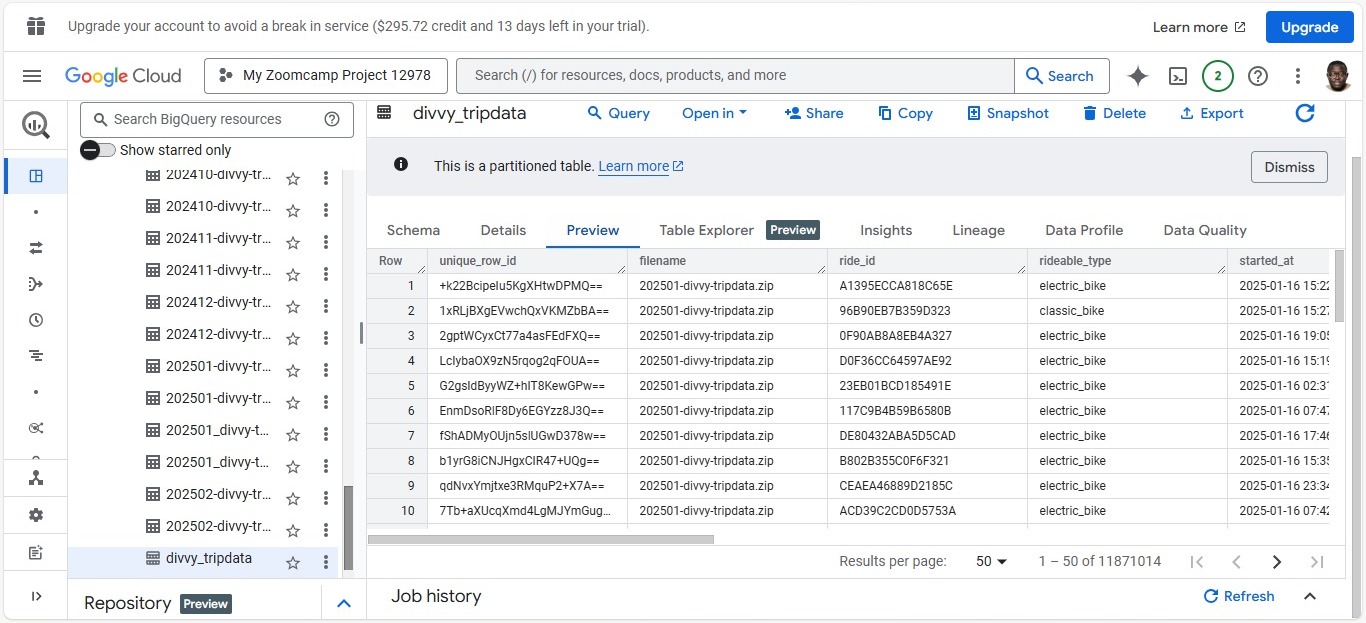 Upgrade your account to avoid a break in service ($295.72 credit and 13 days left in your trial).
Learn more
Upgrade
Google Cloud
My Zoomcamp Project 12978
Search (/) for resources, docs, products, and more
Search
2
Search BigQuery resources
Show starred only
202410-divvy-tr...
202410-divvy-tr...
202411-divvy-tr...
202411-divvy-tr...
202412-divvy-tr...
202412-divvy-tr...
202501-divvy-tr...
202501-divvy-tr...
202501_divvy-t...
202501_divvy-t...
202502-divvy-tr...
202502-divvy-tr...
divvy_tripdata
Repository Preview
divvy_tripdata
Query
Open in
Share
Copy
Snapshot
Delete
Export
This is a partitioned table. Learn more
Dismiss
Schema Details Preview Table Explorer Preview Insights Lineage Data Profile Data Quality
Row unique_row_id filename ride_id rideable_type started_at
1 +k22BcipeIu5KgXHtwDPMQ== 202501-divvy-tripdata.zip A1395ECCA818C65E electric_bike 2025-01-16 15:22
2 1xRLjBXgEVwchQxVKMZbBA== 202501-divvy-tripdata.zip 96B90EB7B359D323 classic_bike 2025-01-16 15:27
3 2gptWCyxCt77a4asFEdFXQ== 202501-divvy-tripdata.zip 0F90AB8A8EB4A327 electric_bike 2025-01-16 19:05
4 LcIybaOX9zN5rqog2qFOUA== 202501-divvy-tripdata.zip D0F36CC64597AE92 electric_bike 2025-01-16 15:19
5 G2gsIdByyWZ+hIT8KewGPw== 202501-divvy-tripdata.zip 23EB01BCD185491E electric_bike 2025-01-16 02:31
6 EnmDsoRlF8Dy6EGYzz8J3Q== 202501-divvy-tripdata.zip 117C9B4B59B6580B electric_bike 2025-01-16 07:47
7 fShADMyOUjn5sIUGwD378w== 202501-divvy-tripdata.zip DE80432ABA5D5CAD electric_bike 2025-01-16 17:46
8 b1yrG8iCNJHgxCIR47+UQg== 202501-divvy-tripdata.zip B802B355C0F6F321 electric_bike 2025-01-16 15:35
9 qdNvxYmjtxe3RMquP2+X7A== 202501-divvy-tripdata.zip CEAEA46889D2185C electric_bike 2025-01-16 23:34
10 7Tb+aXUcqXmd4LgMJYmGug... 202501-divvy-tripdata.zip ACD39C2CD0D5753A electric_bike 2025-01-16 07:42
Results per page: 50 1 – 50 of 11871014
Job history
Refresh